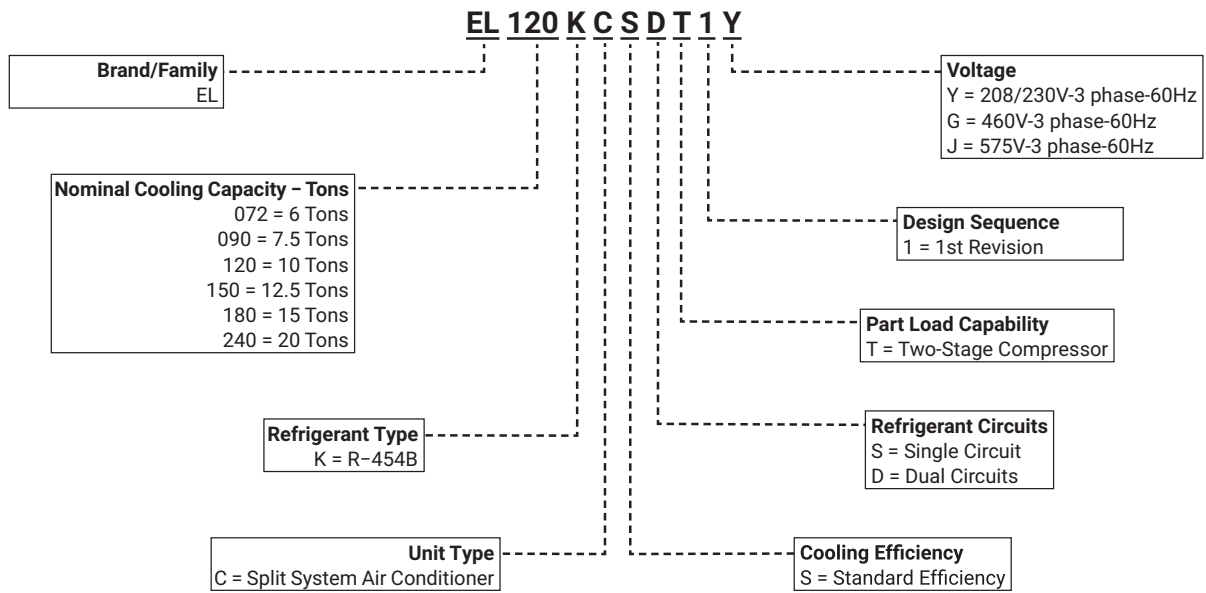 EL 120 K C S D T 1 Y
Brand/Family
EL
Nominal Cooling Capacity – Tons
072 = 6 Tons
090 = 7.5 Tons
120 = 10 Tons
150 = 12.5 Tons
180 = 15 Tons
240 = 20 Tons
Refrigerant Type
K = R−454B
Unit Type
C = Split System Air Conditioner
Voltage
Y = 208/230V-3 phase-60Hz
G = 460V-3 phase-60Hz
J = 575V-3 phase-60Hz
Design Sequence
1 = 1st Revision
Part Load Capability
T = Two-Stage Compressor
Refrigerant Circuits
S = Single Circuit
D = Dual Circuits
Cooling Efficiency
S = Standard Efficiency